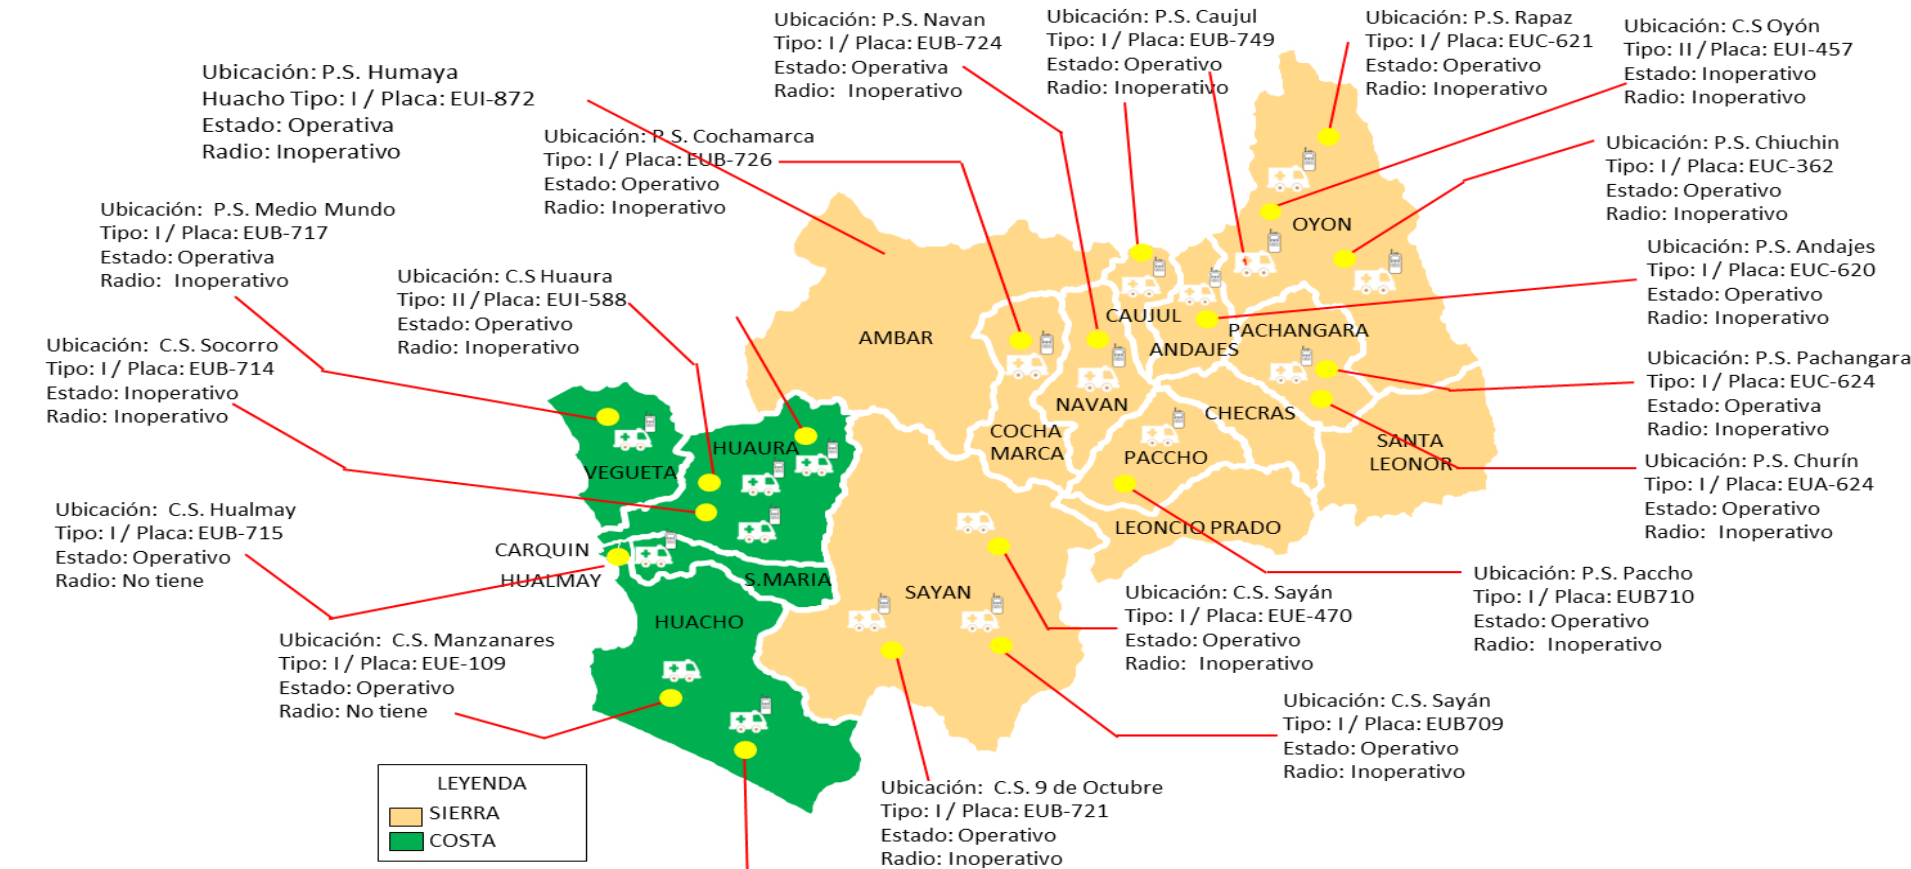 Ubicación: P.S. Navan
Tipo: I / Placa: EUB-724
Estado: Operativa
Radio: Inoperativo
Ubicación: P.S. Caujul
Tipo: I / Placa: EUB-749
Estado: Operativo
Radio: Inoperativo
Ubicación: P.S. Rapaz
Tipo: I / Placa: EUC-621
Estado: Operativo
Radio: Inoperativo
Ubicación: C.S Oyón
Tipo: II / Placa: EUI-457
Estado: Inoperativo
Radio: Inoperativo
Ubicación: P.S. Humaya
Huacho Tipo: I / Placa: EUI-872
Estado: Operativa
Radio: Inoperativo
Ubicación: P.S. Cochamarca
Tipo: I / Placa: EUB-726
Estado: Operativo
Radio: Inoperativo
Ubicación: P.S. Chiuchin
Tipo: I / Placa: EUC-362
Estado: Operativo
Radio: Inoperativo
Ubicación: P.S. Medio Mundo
Tipo: I / Placa: EUB-717
Estado: Operativa
Radio: Inoperativo
Ubicación: C.S Huaura
Tipo: II / Placa: EUI-588
Estado: Operativo
Radio: Inoperativo
Ubicación: P.S. Andajes
Tipo: I / Placa: EUC-620
Estado: Operativo
Radio: Inoperativo
Ubicación: C.S. Socorro
Tipo: I / Placa: EUB-714
Estado: Inoperativo
Radio: Inoperativo
Ubicación: P.S. Pachangara
Tipo: I / Placa: EUC-624
Estado: Operativa
Radio: Inoperativo
Ubicación: P.S. Churín
Tipo: I / Placa: EUA-624
Estado: Operativo
Radio: Inoperativo
OYON
AMBAR
CAUJUL
PACHANGARA
ANDAJES
NAVAN
CHECRAS
COCHA
MARCA
PACCHO
SANTA
LEONOR
HUAURA
VEGUETA
LEONCIO PRADO
CARQUIN
HUALMAY
S.MARIA
SAYAN
HUACHO
Ubicación: C.S. Hualmay
Tipo: I / Placa: EUB-715
Estado: Operativo
Radio: No tiene
Ubicación: P.S. Paccho
Tipo: I / Placa: EUB710
Estado: Operativo
Radio: Inoperativo
Ubicación: C.S. Sayán
Tipo: I / Placa: EUE-470
Estado: Operativo
Radio: Inoperativo
Ubicación: C.S. Manzanares
Tipo: I / Placa: EUE-109
Estado: Operativo
Radio: No tiene
Ubicación: C.S. Sayán
Tipo: I / Placa: EUB709
Estado: Operativo
Radio: Inoperativo
Ubicación: C.S. 9 de Octubre
Tipo: I / Placa: EUB-721
Estado: Operativo
Radio: Inoperativo
LEYENDA
SIERRA
COSTA